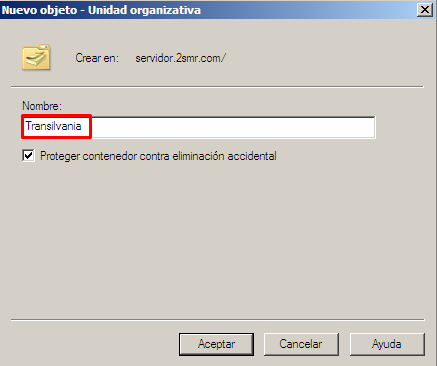 Nuevo objeto - Unidad organizativa
Crear en: servidor.2smr.com/
Nombre:
Transilvania
Proteger contenedor contra eliminación accidental
Aceptar Cancelar Ayuda